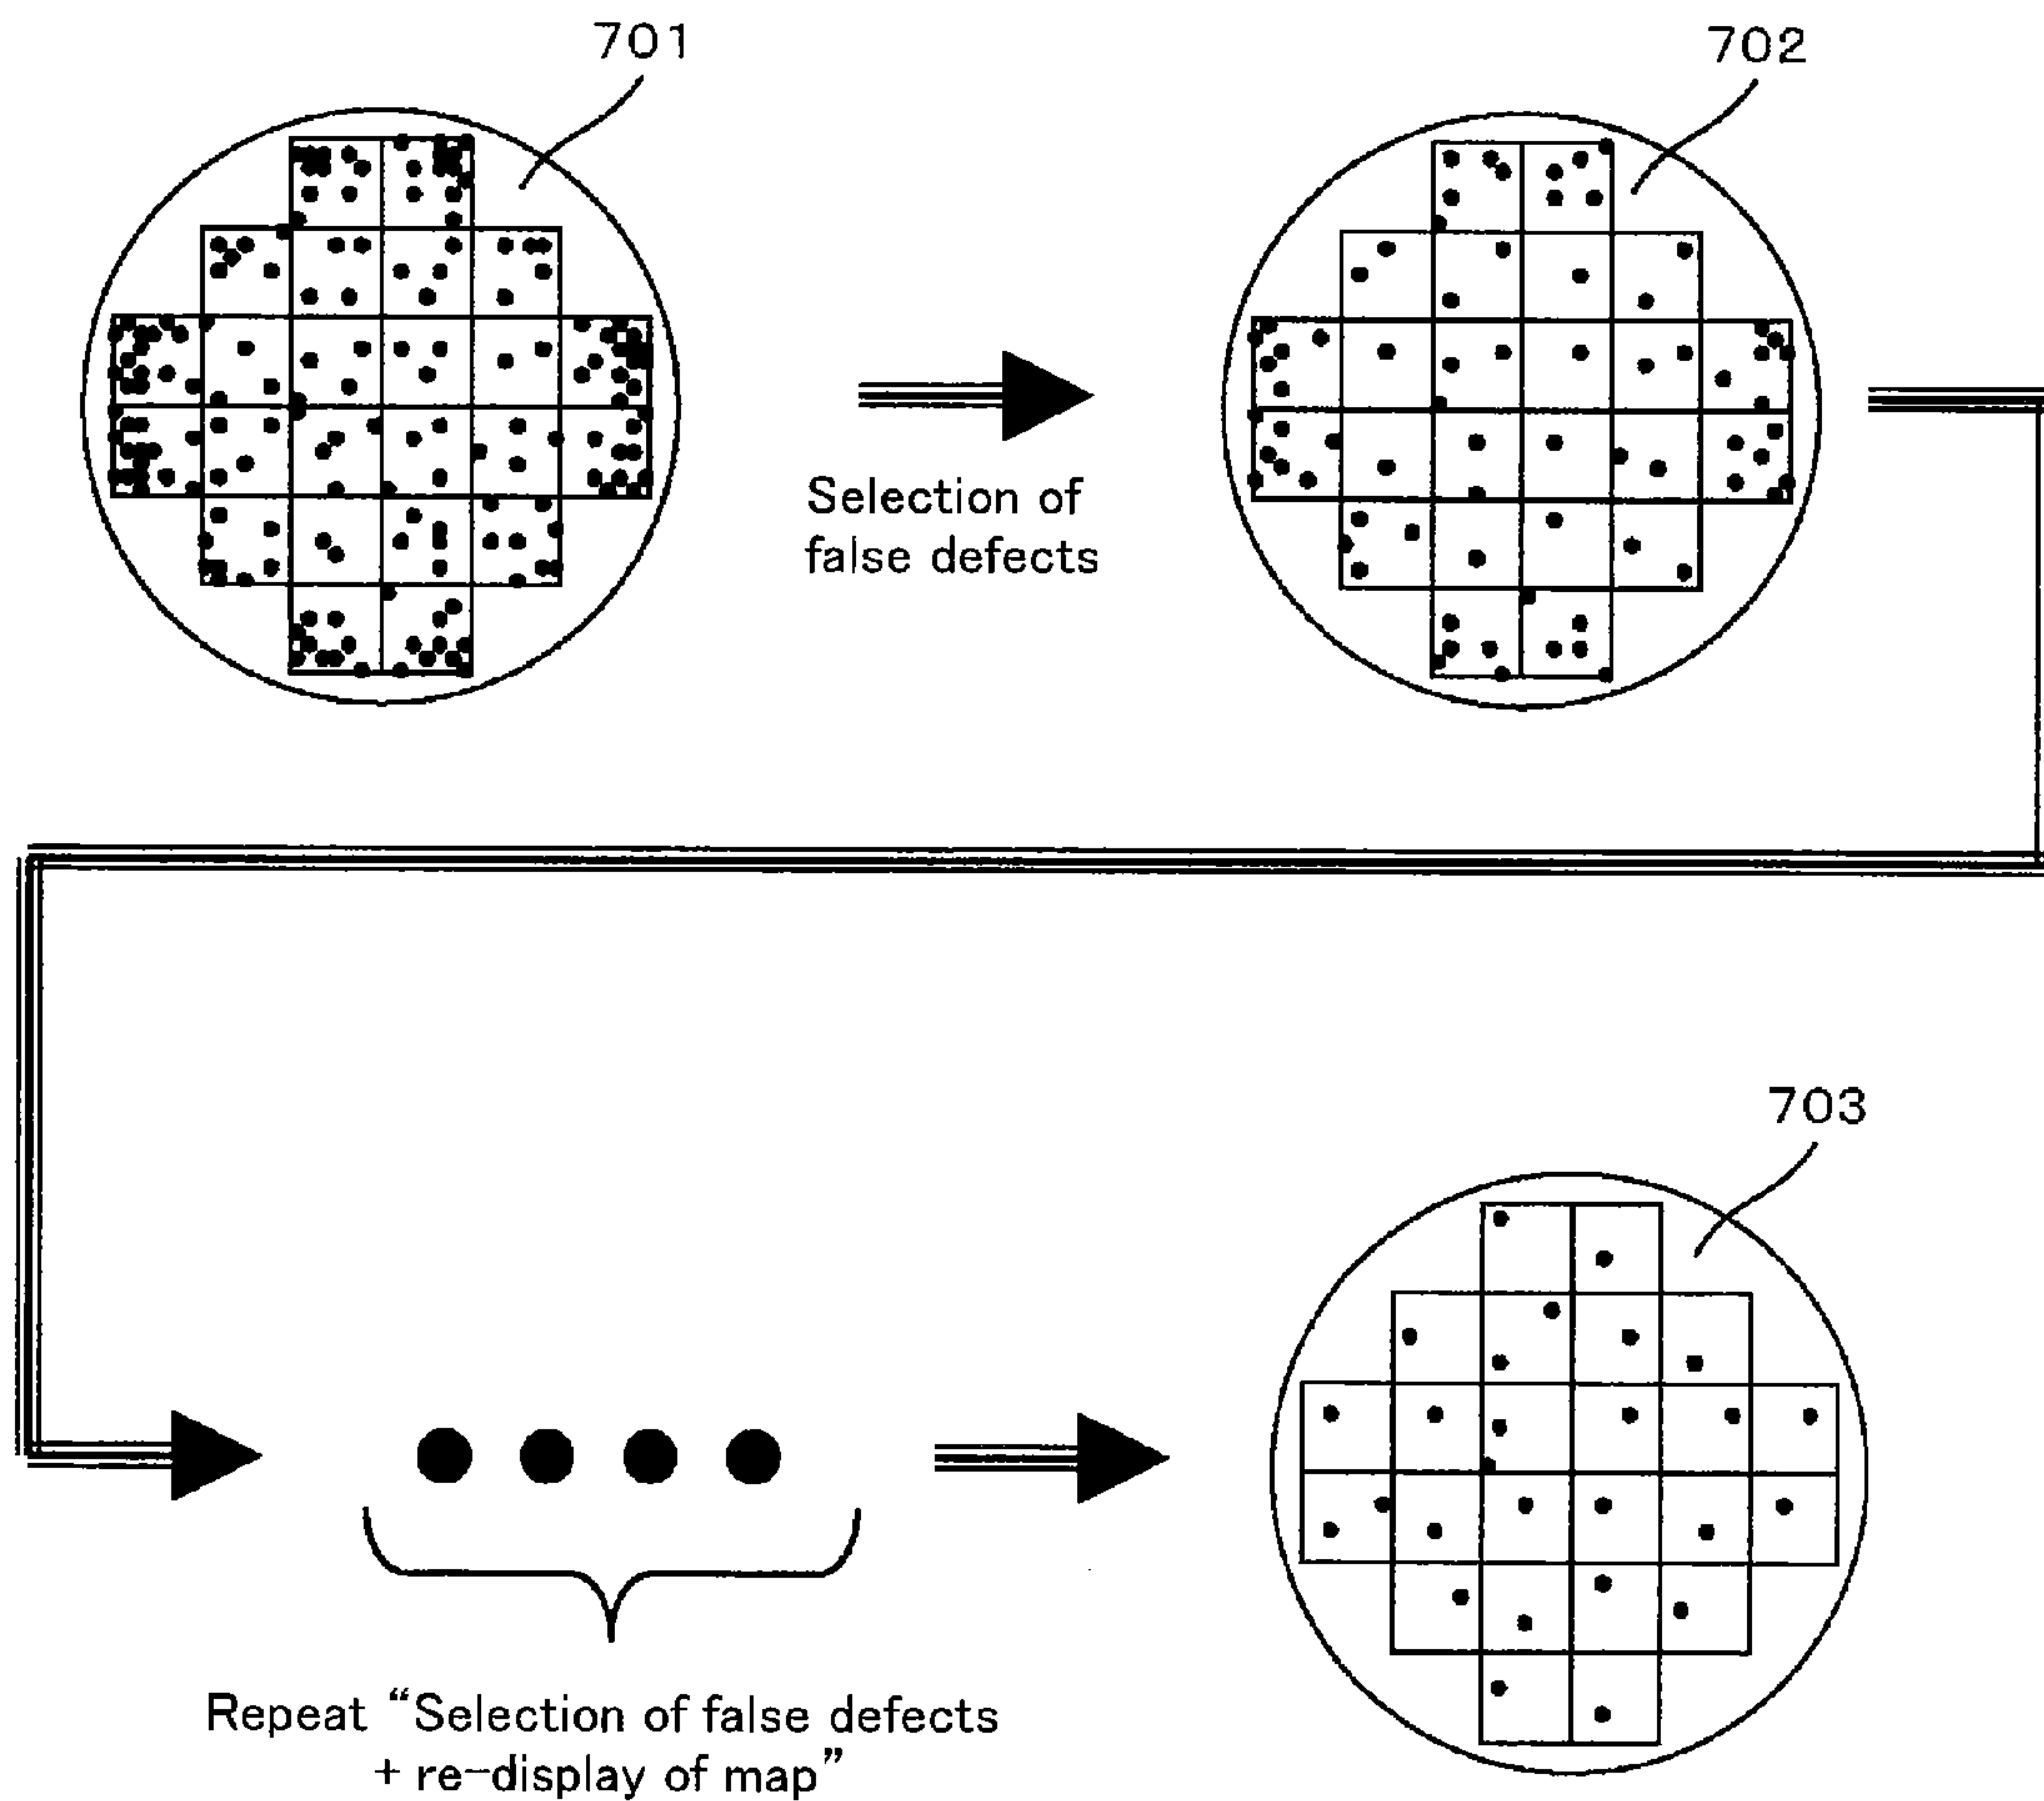 701
702
Selection of
false defects
703
Repeat “Selection of false defects
+ re-display of map”